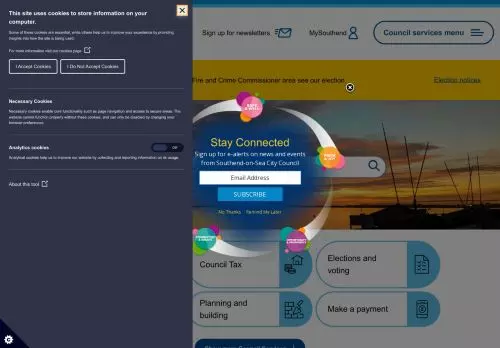 This site uses cookies to store information on your
computer.
Some of these cookies are essential, while others help us to improve your experience by providing
insights into how the site is being used.
For more information visit our cookies page
I Accept Cookies
I Do Not Accept Cookies
Necessary Cookies
Necessary cookies enable core functionality such as page navigation and access to secure areas. The
website cannot function properly without these cookies, and can only be disabled by changing your
browser preferences.
Analytics cookies
Off
Analytical cookies help us to improve our website by collecting and reporting information on its usage.
About this tool
Sign up for newsletters
MySouthend
Council services menu
Fire and Crime Commissioner area see our election
Election notices
Stay Connected
Sign up for e-alerts on news and events
from Southend-on-Sea City Council
Email Address
SUBSCRIBE
No Thanks
Remind Me Later
Council Tax
Elections and
voting
Planning and
building
Make a payment